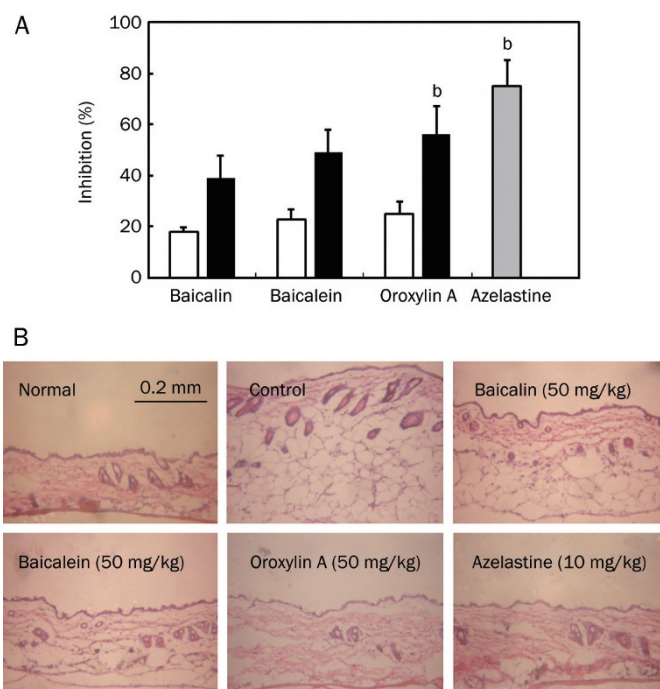 A
100
80
60
40
20
0
Inhibition (%)
b
b
Baicalin Baicalein Oroxylin A Azelastine
B
Normal
0.2 mm
Control
Baicalin (50 mg/kg)
Baicalein (50 mg/kg)
Oroxylin A (50 mg/kg)
Azelastine (10 mg/kg)